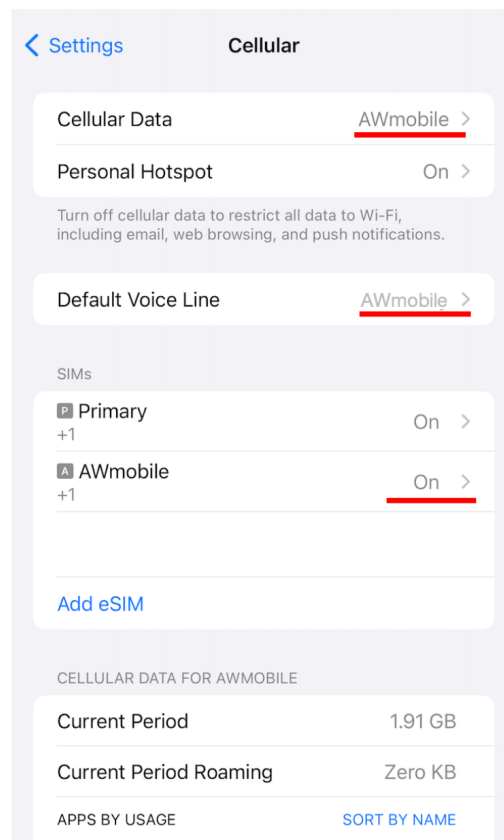 Settings
Cellular
Cellular Data AWmobile
Personal Hotspot On
Turn off cellular data to restrict all data to Wi-Fi,
including email, web browsing, and push notifications.
Default Voice Line AWmobile
SIMs
P Primary On
+1
A AWmobile On
+1
Add eSIM
CELLULAR DATA FOR AWMOBILE
Current Period 1.91 GB
Current Period Roaming Zero KB
APPS BY USAGE SORT BY NAME